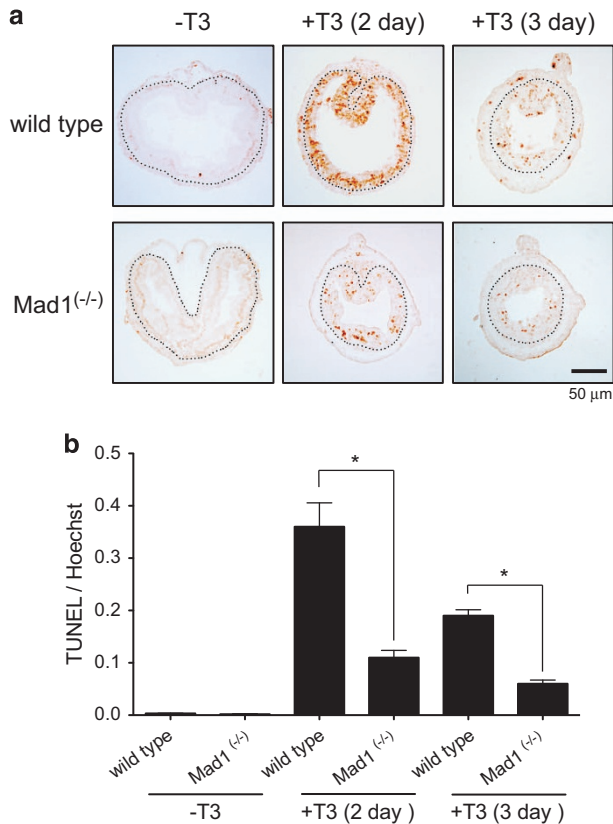 a
-T3 +T3 (2 day) +T3 (3 day)
wild type
Mad1(-/-)
50 μm
b
TUNEL / Hoechst
0.5
0.4
0.3
0.2
0.1
0.0
* *
wild type Mad1 (-/-) wild type Mad1 (-/-) wild type Mad1 (-/-)
-T3 +T3 (2 day ) +T3 (3 day )